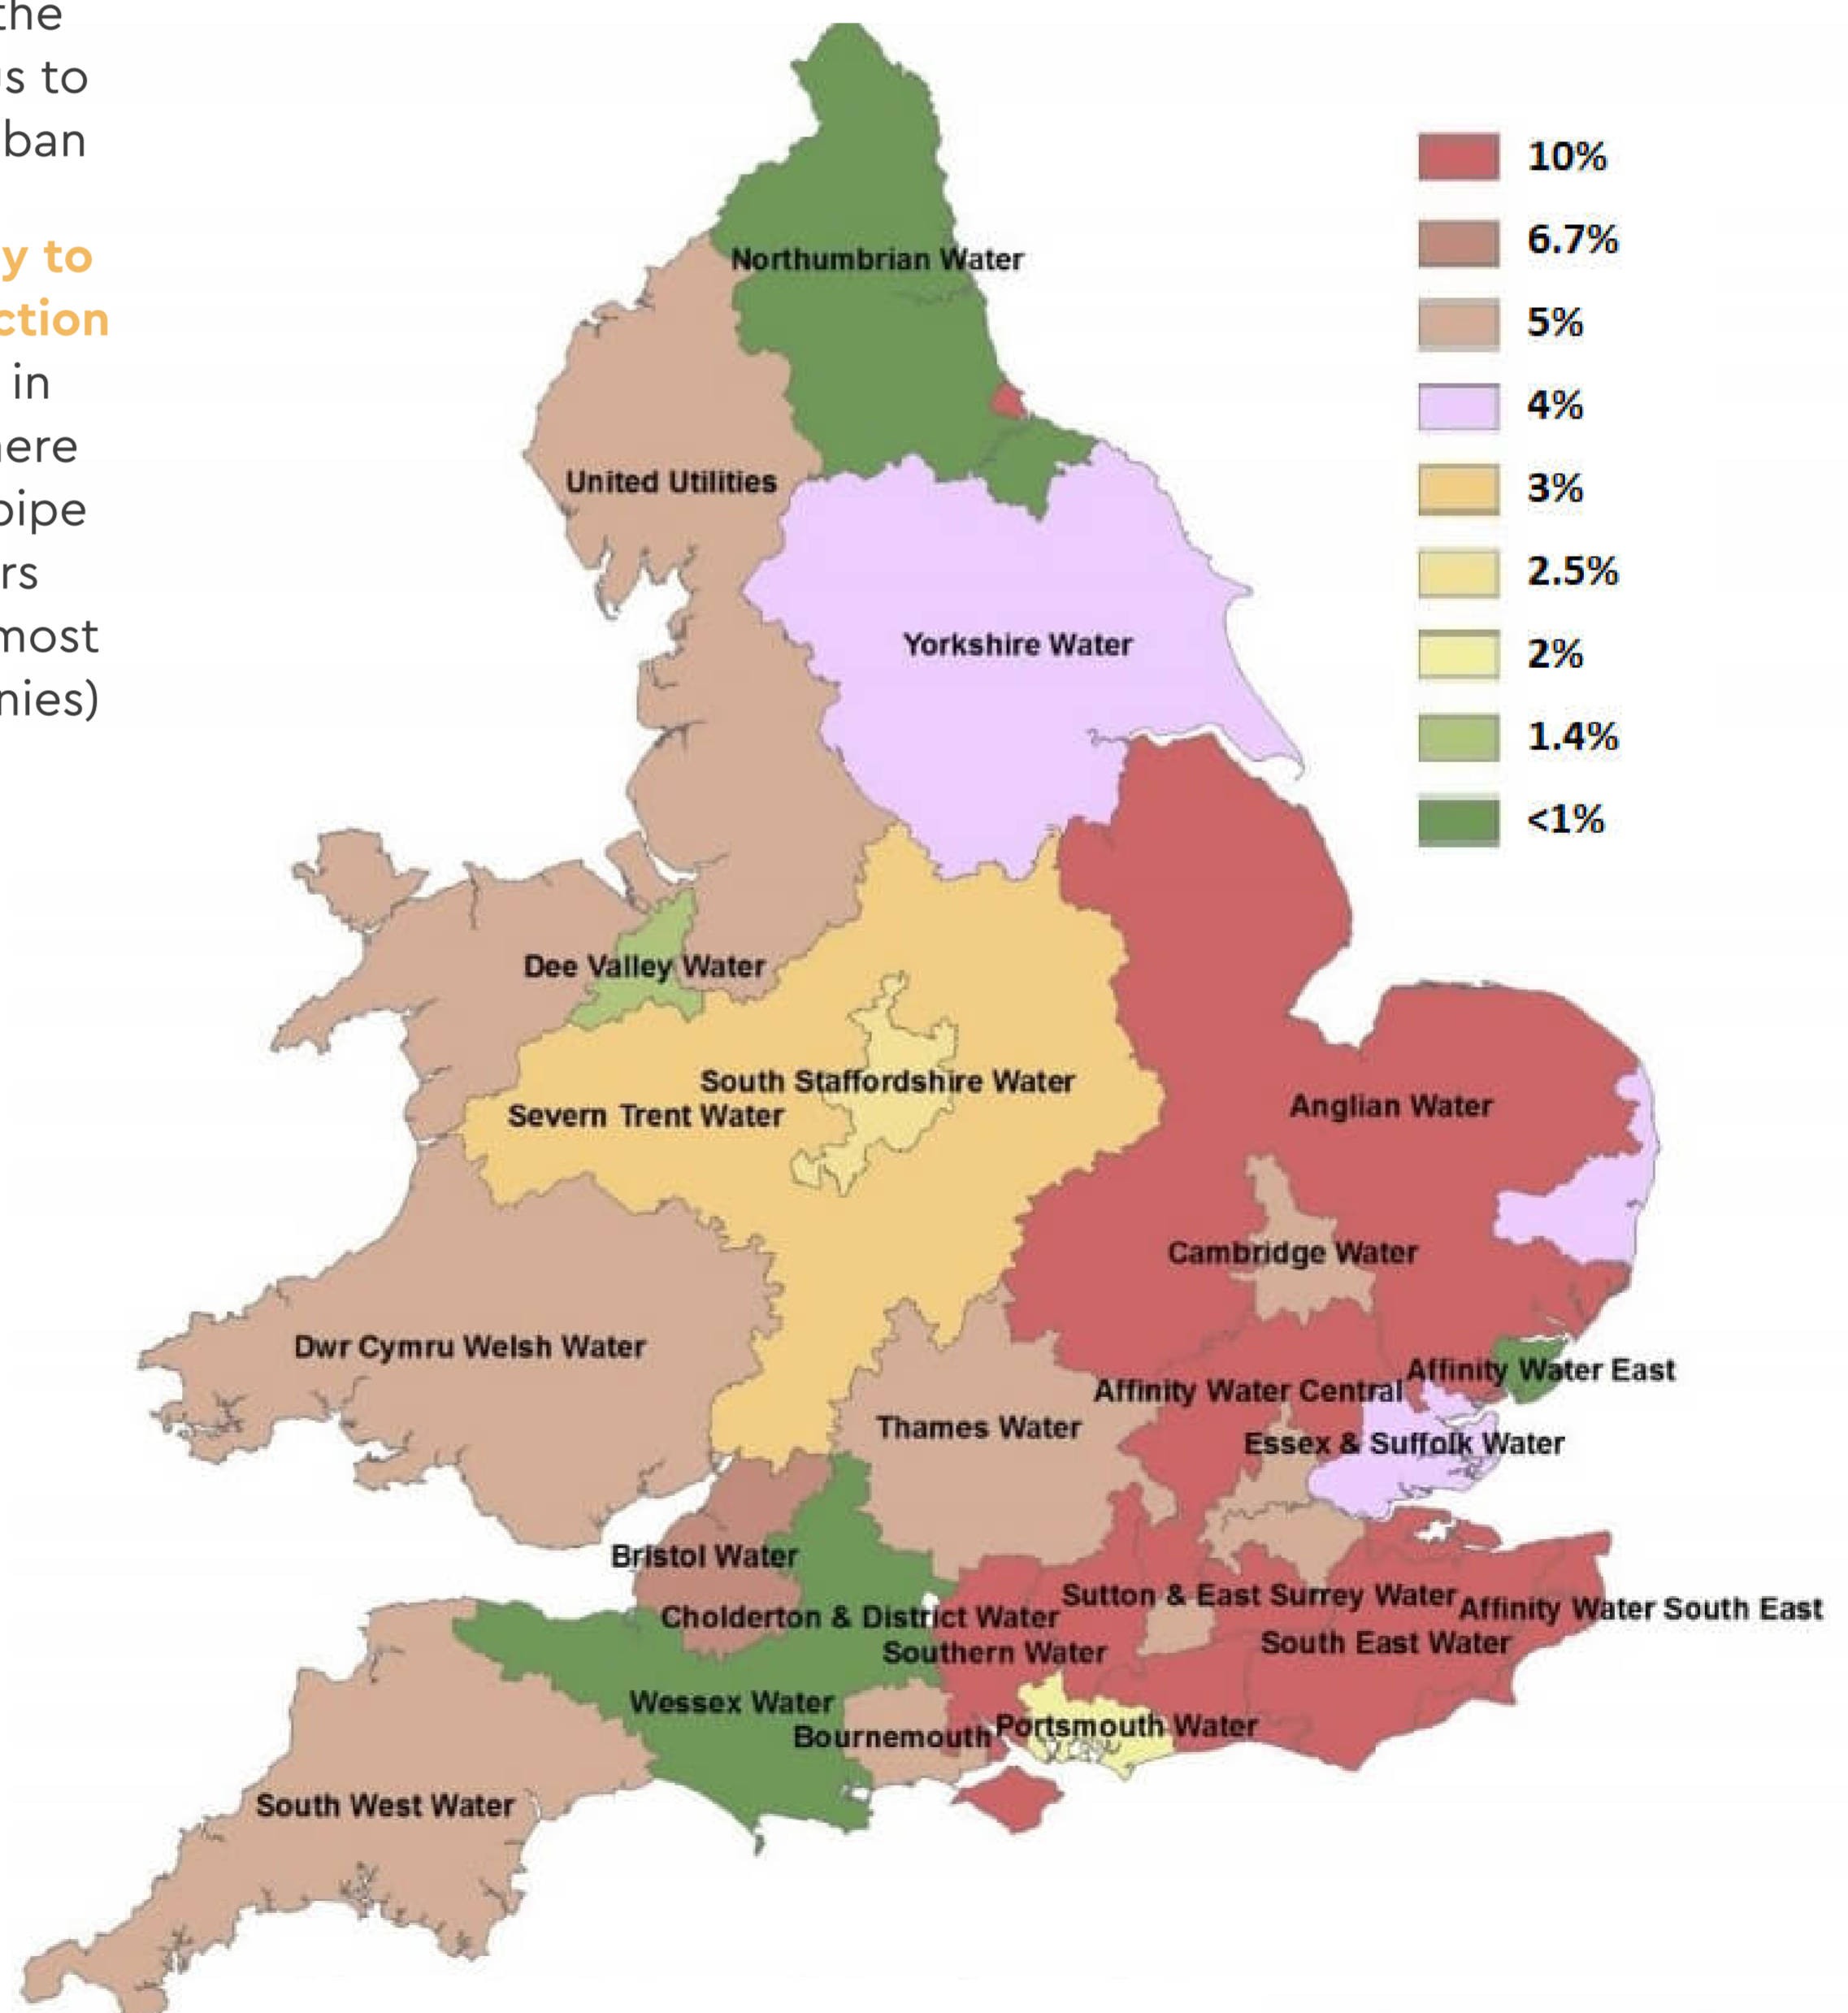 the
s to
ban
y to
ction
in
ere
pipe
rs
most
nies)
10%
6.7%
5%
4%
3%
2.5%
2%
1.4%
<1%
Northumbrian Water
United Utilities
Yorkshire Water
Dee Valley Water
South Staffordshire Water
Severn Trent Water
Anglian Water
Cambridge Water
Dwr Cymru Welsh Water
Affinity Water East
Affinity Water Central
Thames Water
Essex & Suffolk Water
Bristol Water
Sutton & East Surrey Water
Affinity Water South East
Cholderton & District Water
South East Water
Southern Water
Wessex Water
Portsmouth Water
Bournemouth
South West Water